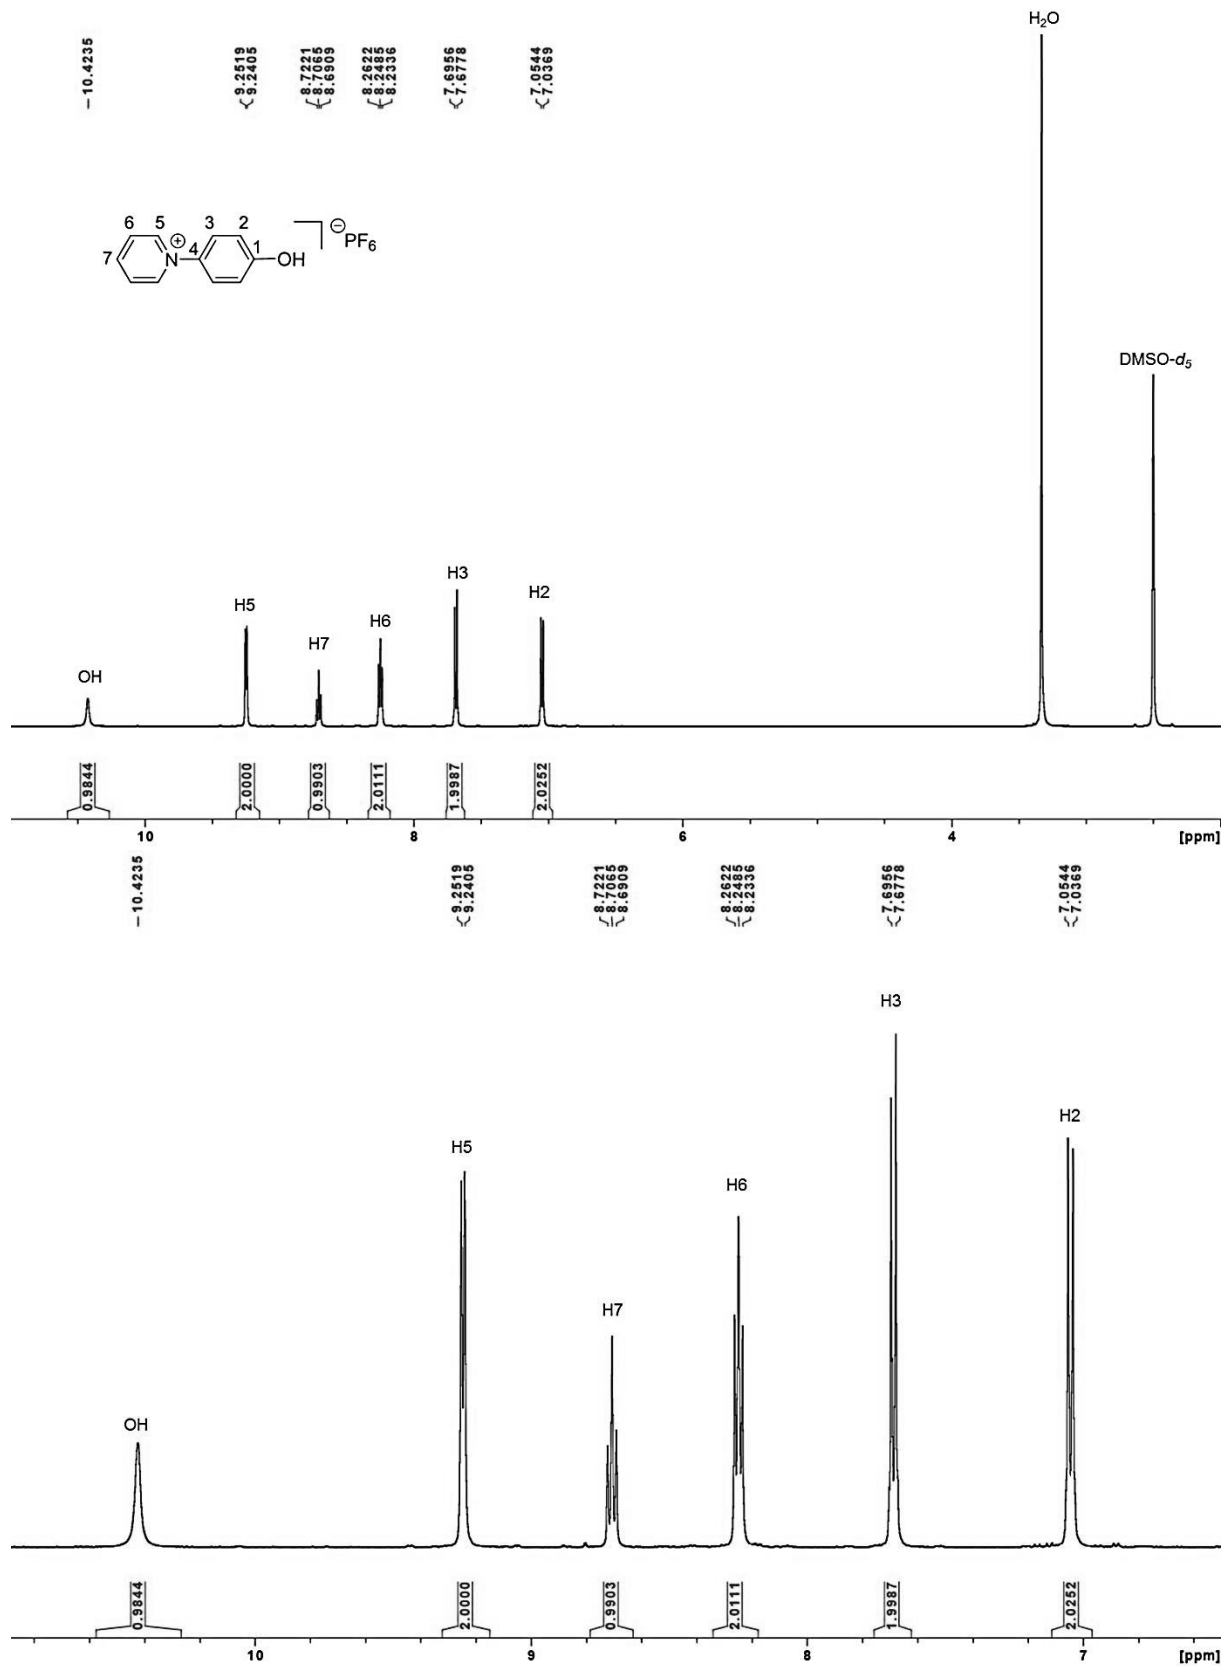 H₂O
—10.4235
9.2519
9.2405
8.7221
8.7065
8.6909
8.2622
8.2485
8.2336
7.6956
7.6778
7.0544
7.0369
6 5 3 2
7 N ⊕ 4 1 OH
⊖
PF₆
DMSO-d₅
OH
H5
H7
H6
H3
H2
0.9844
2.0000
0.9903
2.0111
1.9987
2.0252
10 8 6 4 [ppm]
—10.4235
9.2519
9.2405
8.7221
8.7065
8.6909
8.2622
8.2485
8.2336
7.6956
7.6778
7.0544
7.0369
OH
H5
H7
H6
H3
H2
0.9844
2.0000
0.9903
2.0111
1.9987
2.0252
10 9 8 7 [ppm]